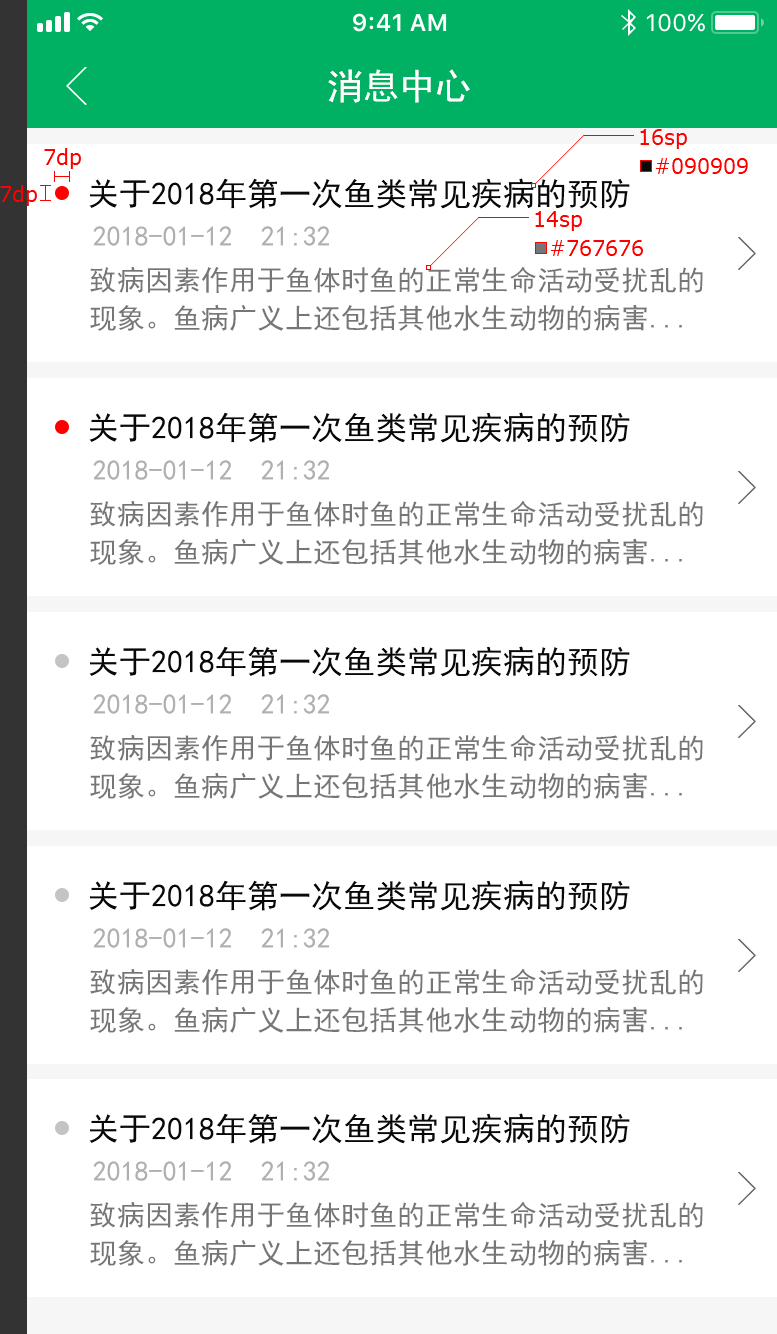 9:41 AM 100%
消息中心
16sp
7dp
#090909
7dp
关于2018年第一次鱼类常见疾病的预防
14sp
2018-01-12 21:32
#767676
致病因素作用于鱼体时鱼的正常生命活动受扰乱的
现象。鱼病广义上还包括其他水生动物的病害...
关于2018年第一次鱼类常见疾病的预防
2018-01-12 21:32
致病因素作用于鱼体时鱼的正常生命活动受扰乱的
现象。鱼病广义上还包括其他水生动物的病害...
关于2018年第一次鱼类常见疾病的预防
2018-01-12 21:32
致病因素作用于鱼体时鱼的正常生命活动受扰乱的
现象。鱼病广义上还包括其他水生动物的病害...
关于2018年第一次鱼类常见疾病的预防
2018-01-12 21:32
致病因素作用于鱼体时鱼的正常生命活动受扰乱的
现象。鱼病广义上还包括其他水生动物的病害...
关于2018年第一次鱼类常见疾病的预防
2018-01-12 21:32
致病因素作用于鱼体时鱼的正常生命活动受扰乱的
现象。鱼病广义上还包括其他水生动物的病害...